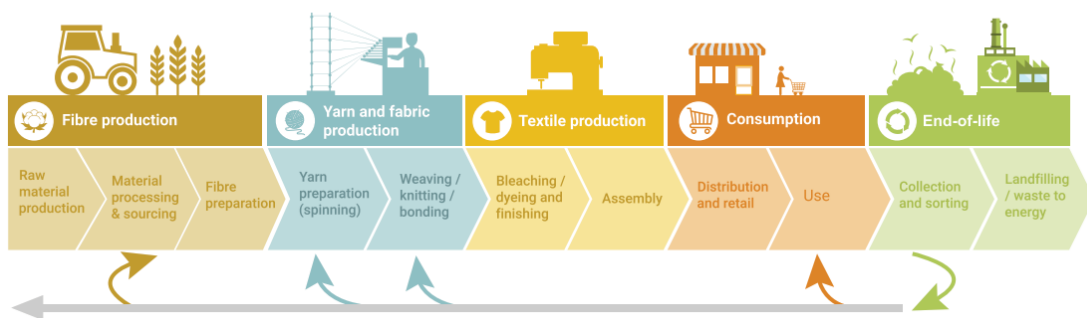 Fibre production
Yarn and fabric
production
Textile production
Consumption
End-of-life
Raw
material
production
Material
processing
& sourcing
Fibre
preparation
Yarn
preparation
(spinning)
Weaving /
knitting /
bonding
Bleaching /
dyeing and
finishing
Assembly
Distribution
and retail
Use
Collection
and sorting
Landfilling
/ waste to
energy